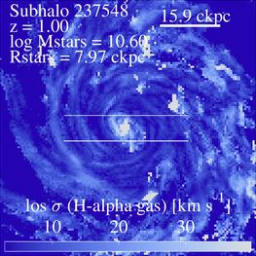 Subhalo 237548
15.9 ckpc
z = 1.00
log Mstars = 10.60
Rstars = 7.97 ckpc
los σ (H-alpha gas) [km s⁻¹]
10 20 30